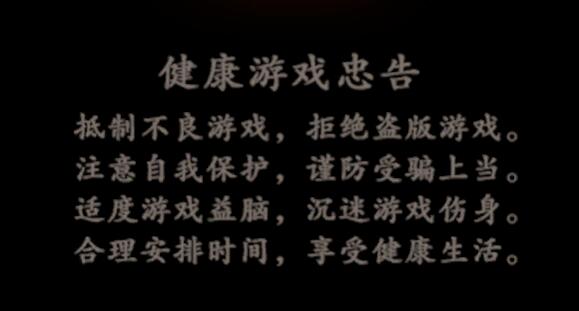 健康游戏忠告
抵制不良游戏，拒绝盗版游戏。
注意自我保护，谨防受骗上当。
适度游戏益脑，沉迷游戏伤身。
合理安排时间，享受健康生活。